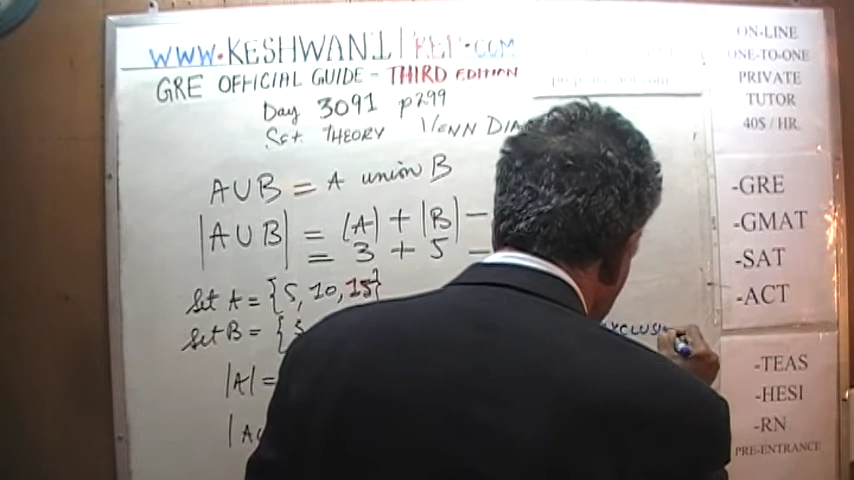 WWW.KESHWANI PREP.COM
GRE OFFICIAL GUIDE - THIRD EDITION
Day 3091 p299
Set THEORY VENN
A∪B = A union B
|A∪B| = |A| + |B| -
= 3 + 5 =
Set A = {5, 10, 15}
Set B = {5
EXCLUSI
|A| =
ON-LINE
ONE-TO-ONE
PRIVATE
TUTOR
40$ / HR.
-GRE
-GMAT
-SAT
-ACT
-TEAS
-HESI
-RN
PRE-ENTRANCE